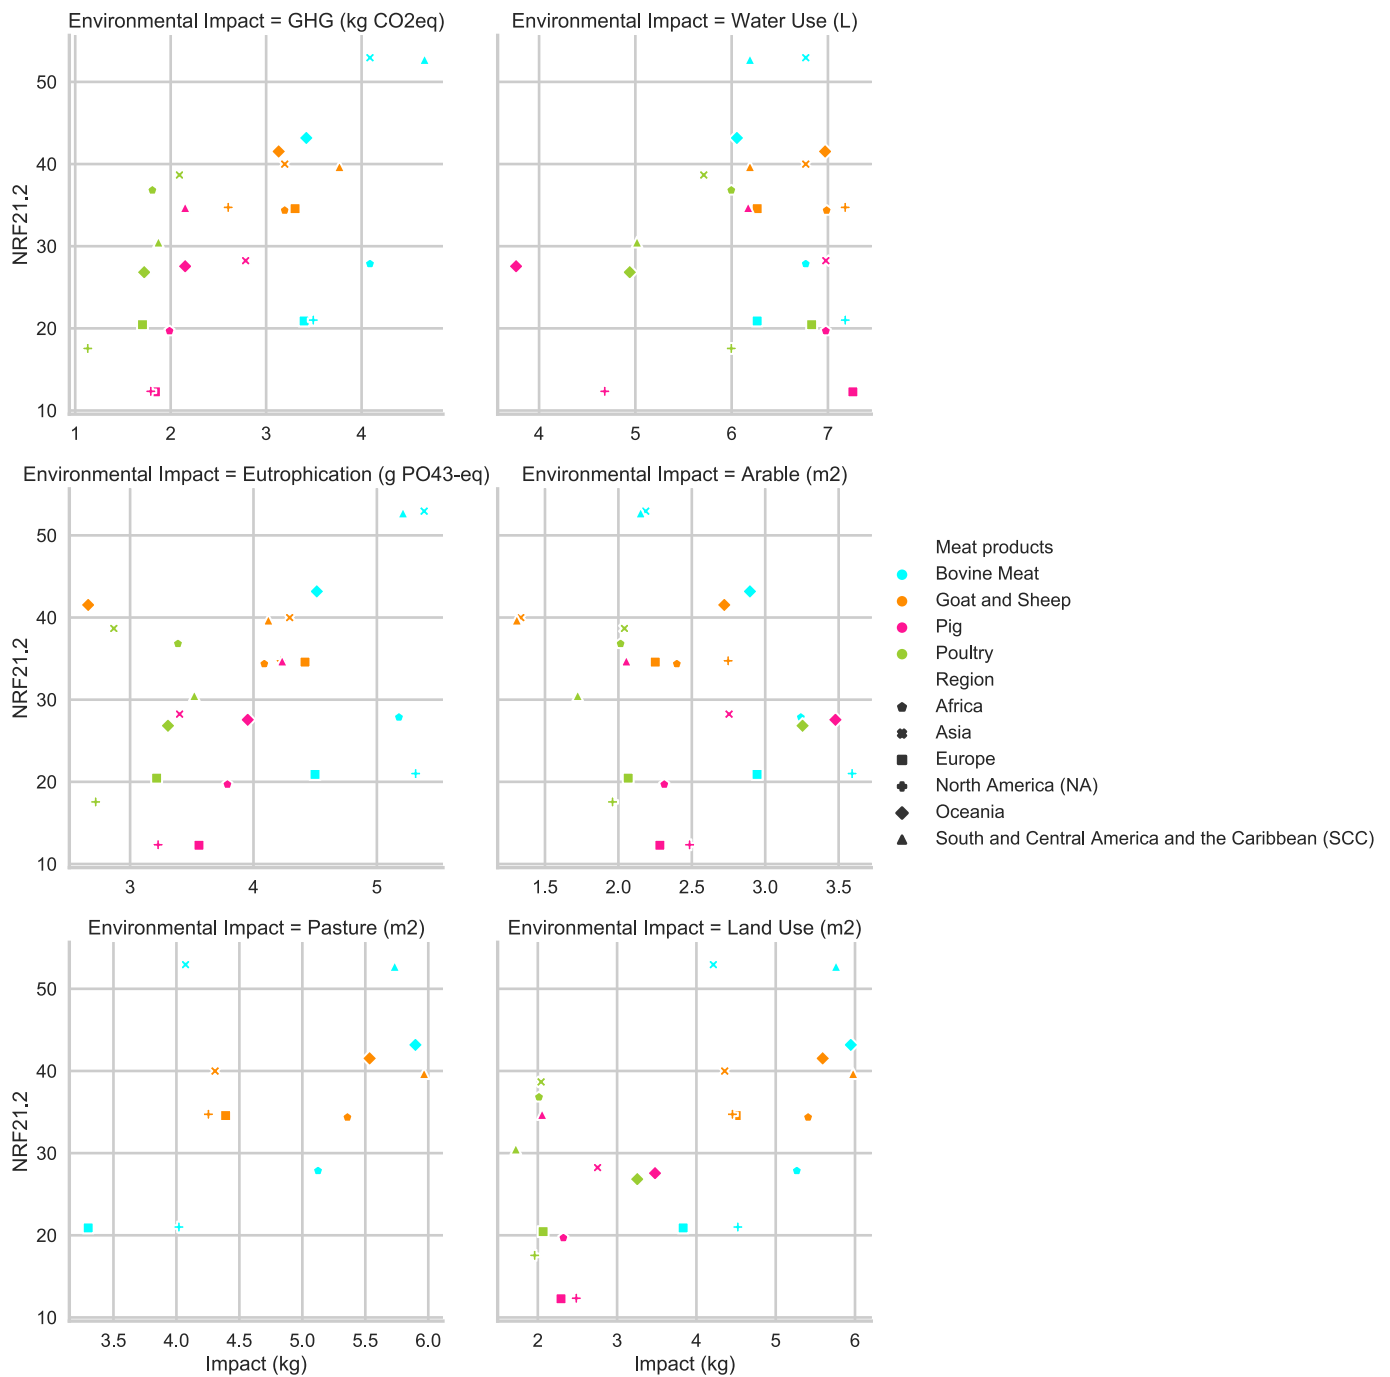 Environmental Impact = GHG (kg CO2eq)
Environmental Impact = Water Use (L)
50
40
30
20
10
NRF21.2
1 2 3 4
4 5 6 7
Environmental Impact = Eutrophication (g PO43-eq)
Environmental Impact = Arable (m2)
50
40
30
20
10
NRF21.2
3 4 5
1.5 2.0 2.5 3.0 3.5
Meat products
Bovine Meat
Goat and Sheep
Pig
Poultry
Region
Africa
Asia
Europe
North America (NA)
Oceania
South and Central America and the Caribbean (SCC)
Environmental Impact = Pasture (m2)
Environmental Impact = Land Use (m2)
50
40
30
20
10
NRF21.2
3.5 4.0 4.5 5.0 5.5 6.0
Impact (kg)
2 3 4 5 6
Impact (kg)